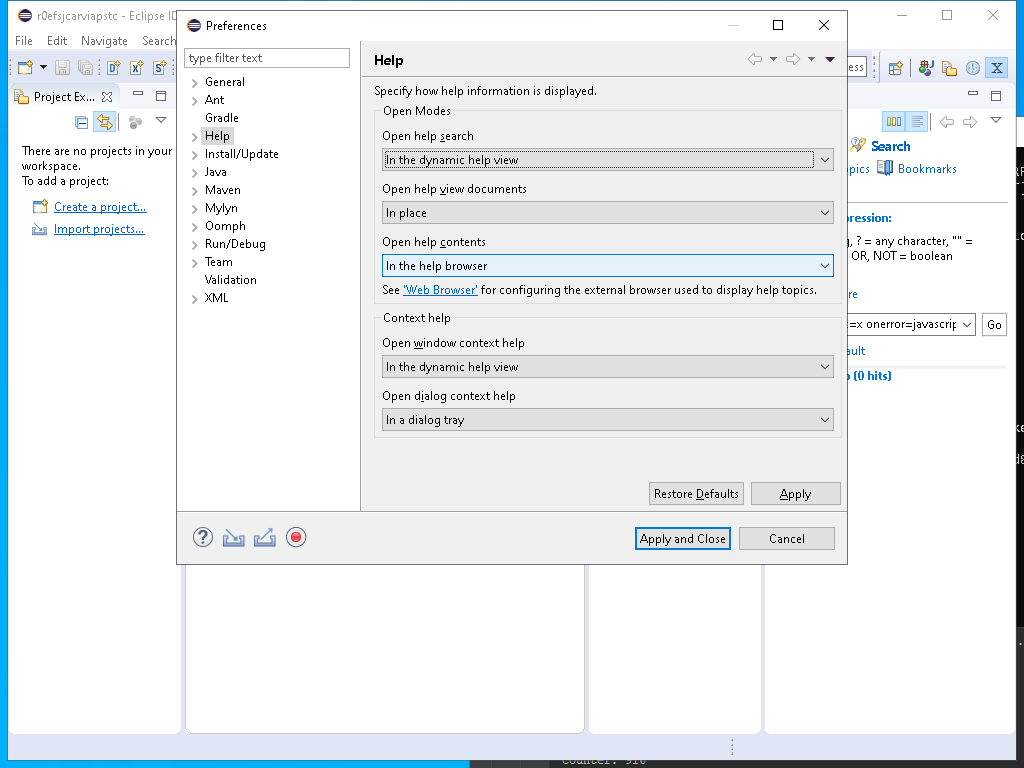 r0efsjcarviapstc - Eclipse ID
File Edit Navigate Search
Project Ex...
There are no projects in your
workspace.
To add a project:
Create a project...
Import projects...
Preferences
type filter text
General
Ant
Gradle
Help
Install/Update
Java
Maven
Mylyn
Oomph
Run/Debug
Team
Validation
XML
Help
Specify how help information is displayed.
Open Modes
Open help search
In the dynamic help view
Open help view documents
In place
Open help contents
In the help browser
See 'Web Browser' for configuring the external browser used to display help topics.
Context help
Open window context help
In the dynamic help view
Open dialog context help
In a dialog tray
Restore Defaults
Apply
Apply and Close
Cancel
ess
Search
pics
Bookmarks
pression:
, ? = any character, "" =
OR, NOT = boolean
re
=x onerror=javascrip
Go
ault
(0 hits)
Counter: 910